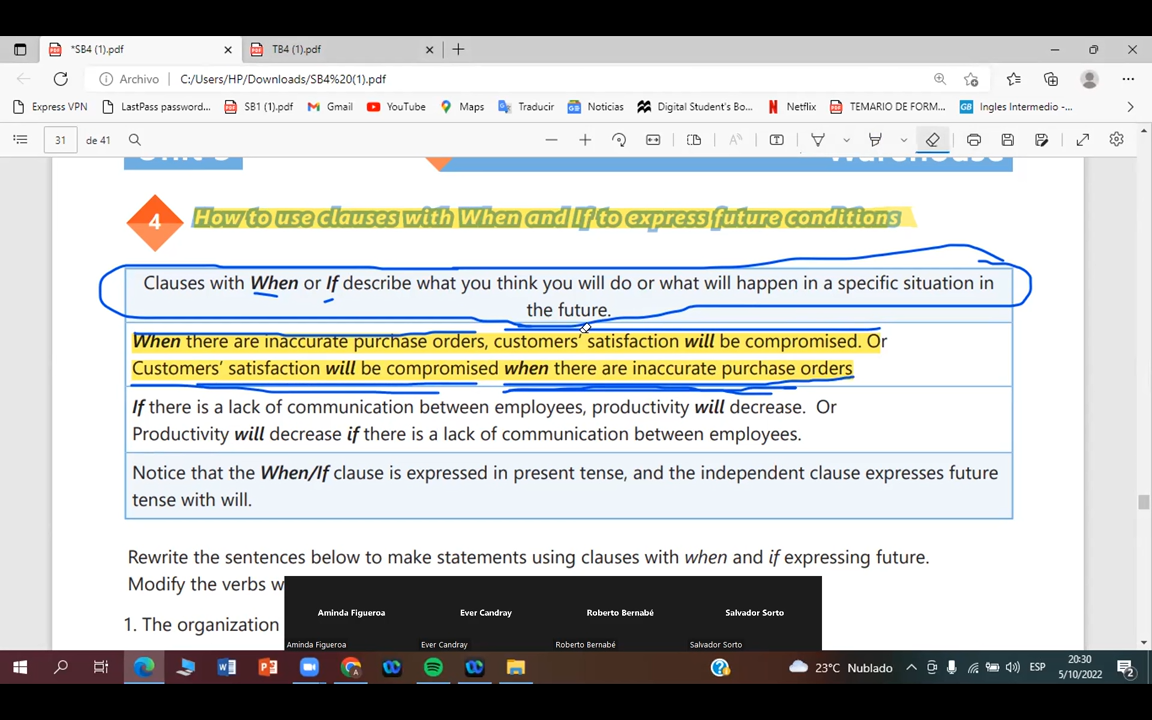 *SB4 (1).pdf
TB4 (1).pdf
Archivo C:/Users/HP/Downloads/SB4%20(1).pdf
Express VPN LastPass password... SB1 (1).pdf Gmail YouTube Maps Traducir Noticias Digital Student's Bo... Netflix TEMARIO DE FORM... Ingles Intermedio -...
31 de 41
Warehouse
4 How to use clauses with When and If to express future conditions
Clauses with When or If describe what you think you will do or what will happen in a specific situation in
the future.
When there are inaccurate purchase orders, customers' satisfaction will be compromised. Or
Customers' satisfaction will be compromised when there are inaccurate purchase orders
If there is a lack of communication between employees, productivity will decrease. Or
Productivity will decrease if there is a lack of communication between employees.
Notice that the When/If clause is expressed in present tense, and the independent clause expresses future
tense with will.
Rewrite the sentences below to make statements using clauses with when and if expressing future.
Modify the verbs w
1. The organization
Aminda Figueroa Ever Candray Roberto Bernabé Salvador Sorto
Aminda Figueroa Ever Candray Roberto Bernabé Salvador Sorto
23°C Nublado ESP 20:30
5/10/2022 2